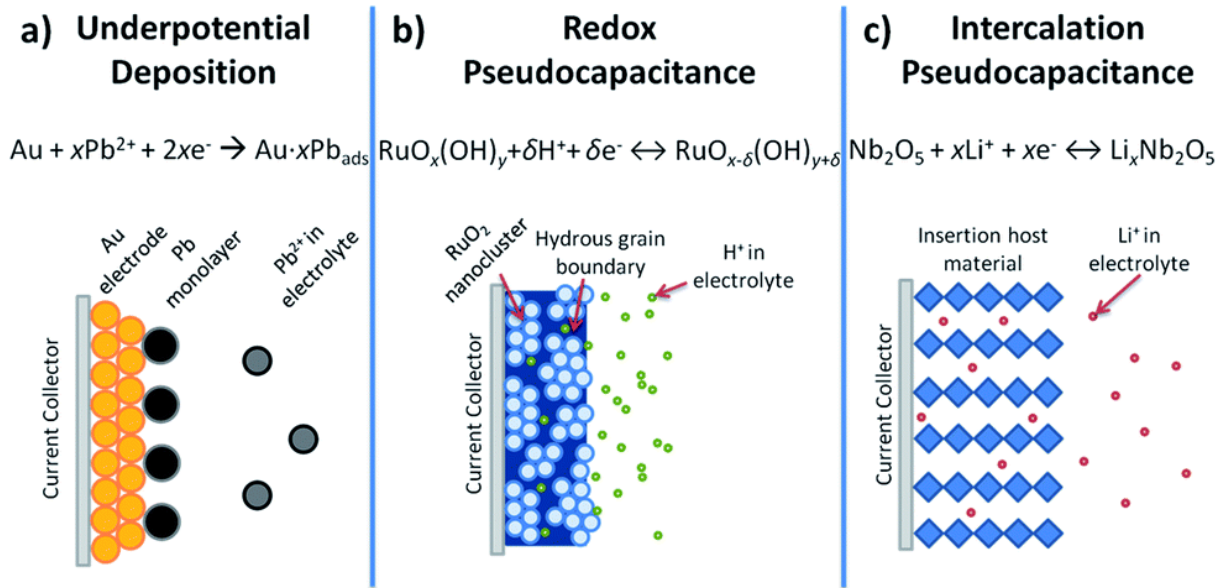 a) Underpotential
Deposition
Au + xPb²⁺ + 2xe⁻ → Au·xPb_ads
Au
electrode
Pb
monolayer
Pb²⁺ in
electrolyte
Current Collector
b) Redox
Pseudocapacitance
RuOₓ(OH)ᵧ+δH⁺+ δe⁻ ↔ RuOₓ₋δ(OH)ᵧ₊δ
RuO₂
nanocluster
Hydrous grain
boundary
H⁺ in
electrolyte
Current Collector
c) Intercalation
Pseudocapacitance
Nb₂O₅ + xLi⁺ + xe⁻ ↔ LiₓNb₂O₅
Insertion host
material
Li⁺ in
electrolyte
Current Collector